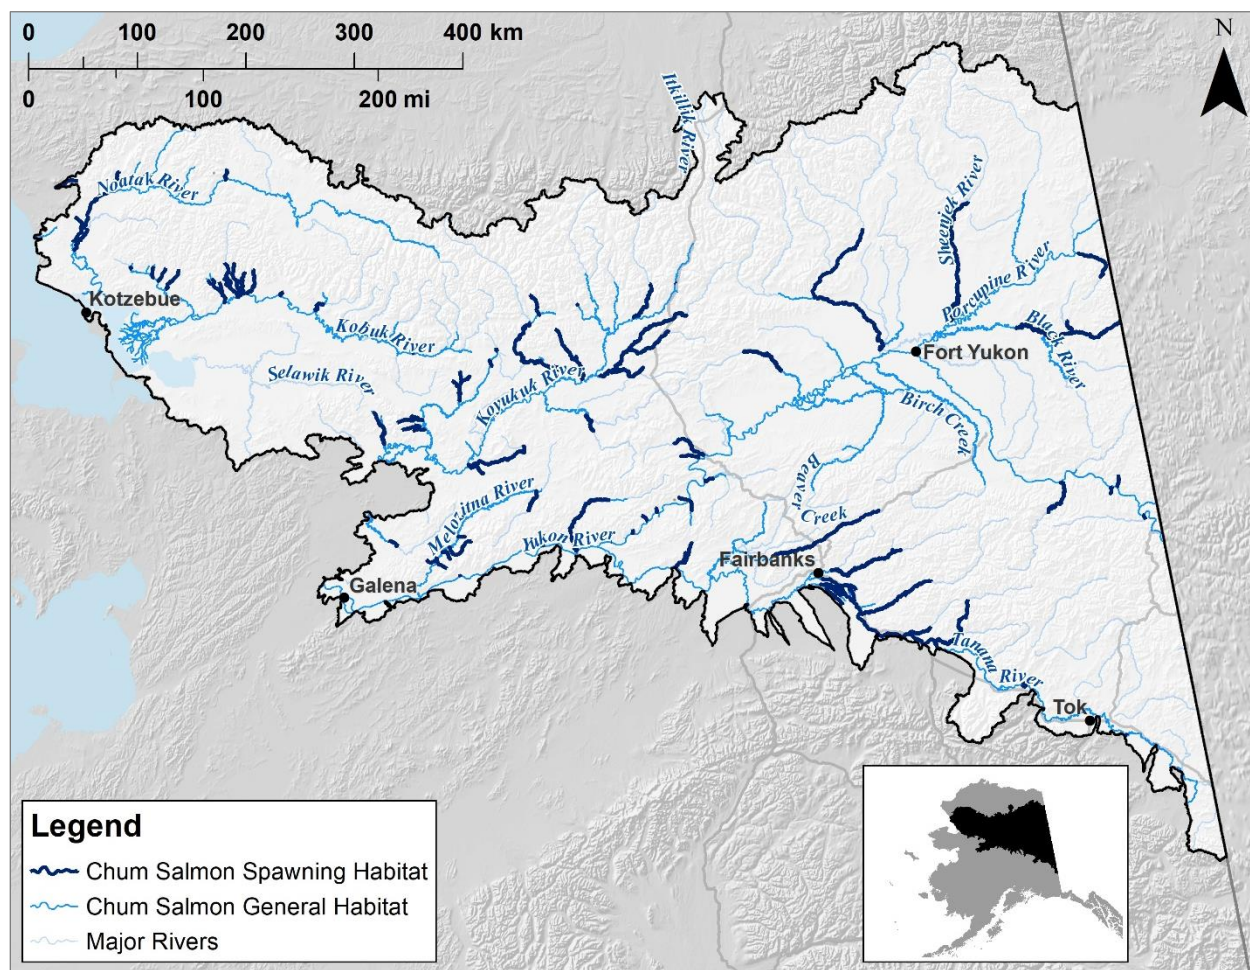 0 100 200 300 400 km
0 100 200 mi
N
Itkillik River
Noatak River
Sheenjek River
Porcupine River
Kotzebue
Kobuk River
Black River
Fort Yukon
Selawik River
Koyukuk River
Birch Creek
Beaver
Creek
Melozitna River
Yukon River
Fairbanks
Galena
Tanana River
Tok
Legend
Chum Salmon Spawning Habitat
Chum Salmon General Habitat
Major Rivers